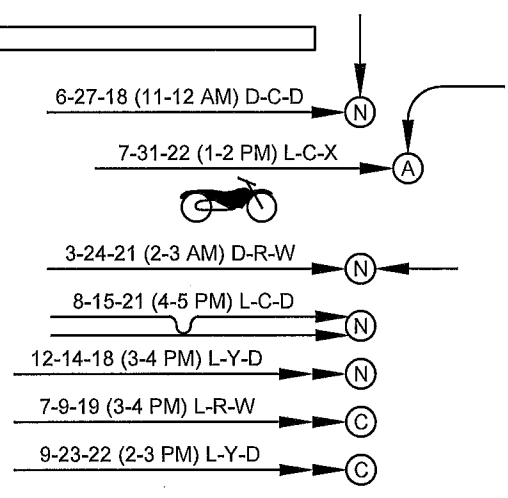 6-27-18 (11-12 AM) D-C-D
N
7-31-22 (1-2 PM) L-C-X
A
3-24-21 (2-3 AM) D-R-W
N
8-15-21 (4-5 PM) L-C-D
N
12-14-18 (3-4 PM) L-Y-D
N
7-9-19 (3-4 PM) L-R-W
C
9-23-22 (2-3 PM) L-Y-D
C